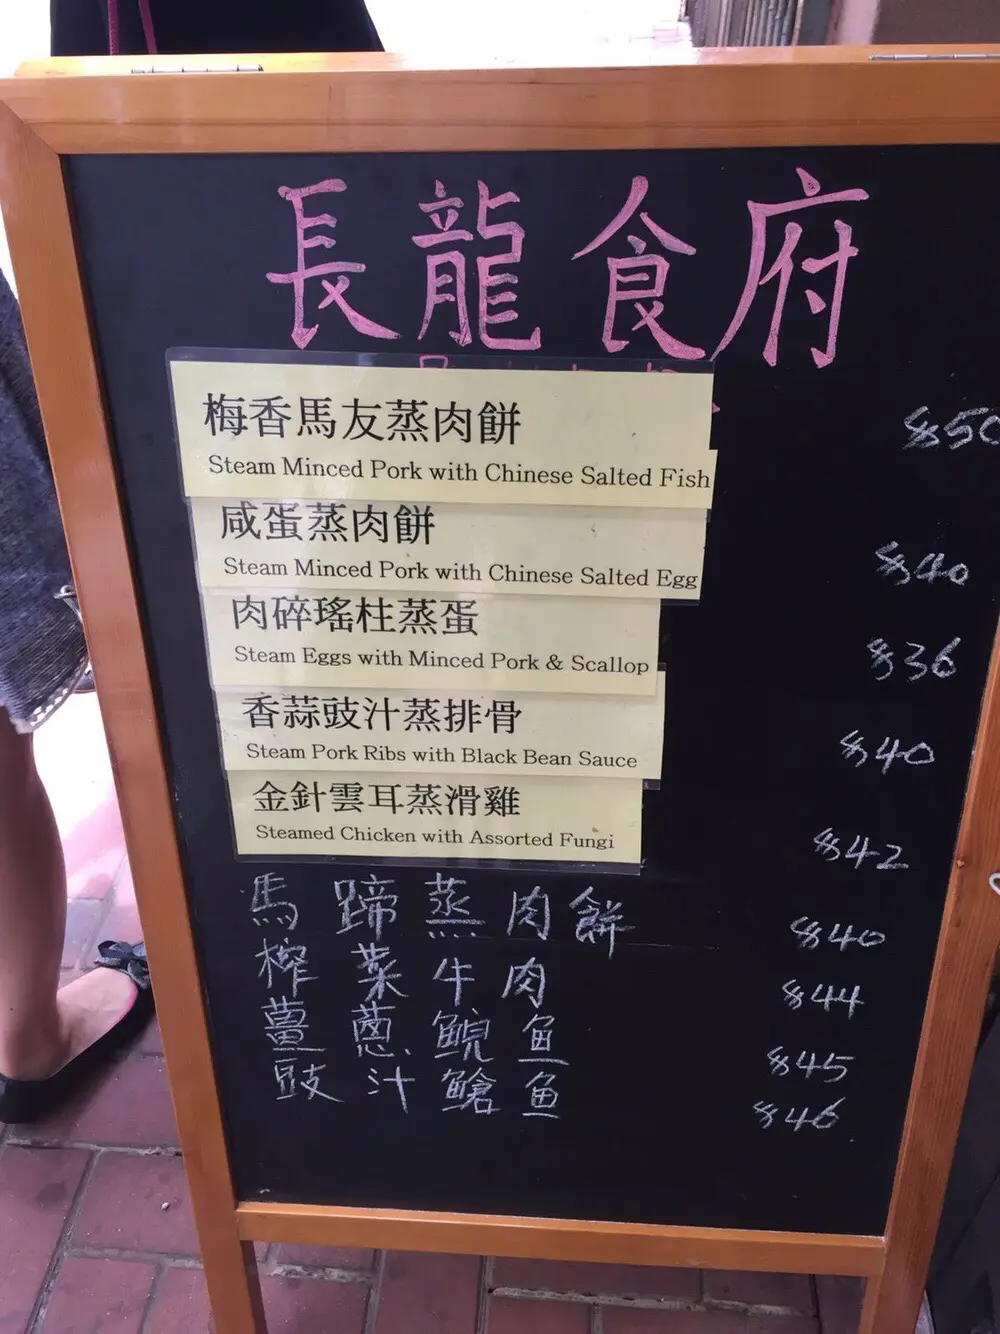 長龍食府
梅香馬友蒸肉餅 $50
Steam Minced Pork with Chinese Salted Fish
咸蛋蒸肉餅 $40
Steam Minced Pork with Chinese Salted Egg
肉碎瑤柱蒸蛋 $36
Steam Eggs with Minced Pork & Scallop
香蒜豉汁蒸排骨 $40
Steam Pork Ribs with Black Bean Sauce
金針雲耳蒸滑雞 $42
Steamed Chicken with Assorted Fungi
馬蹄蒸肉餅 $40
榨菜牛肉 $44
薑蔥鯇鱼 $45
豉汁鯧鱼 $46